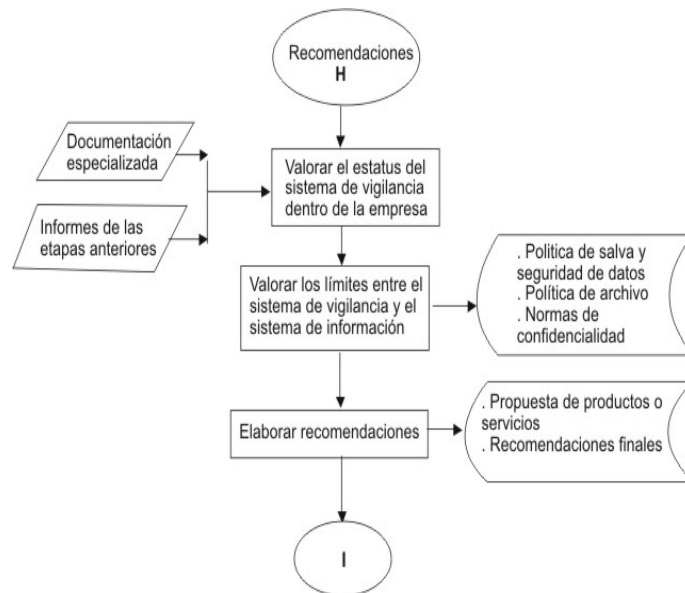 Recomendaciones
H
Documentación
especializada
Informes de las
etapas anteriores
Valorar el estatus del
sistema de vigilancia
dentro de la empresa
Valorar los límites entre el
sistema de vigilancia y el
sistema de información
. Politica de salva y
seguridad de datos
. Política de archivo
. Normas de
confidencialidad
Elaborar recomendaciones
. Propuesta de productos o
servicios
. Recomendaciones finales
I